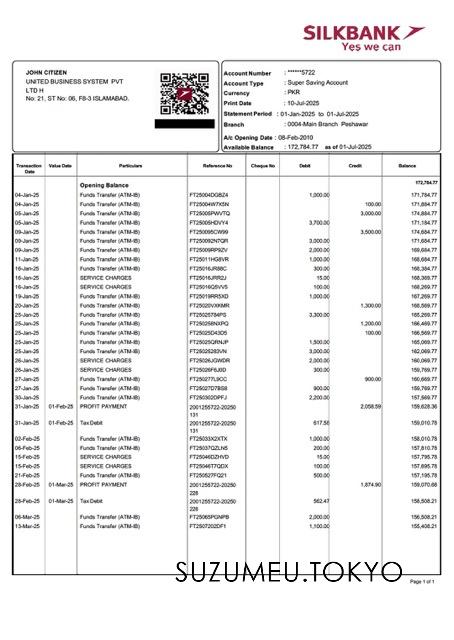 SILKBANK
Yes we can
JOHN CITIZEN
UNITED BUSINESS SYSTEM PVT
LTD H
No: 21, ST No: 06, F8-3 ISLAMABAD.
Account Number : ******5722
Account Type : Super Saving Account
Currency : PKR
Print Date : 10-Jul-2025
Statement Period : 01-Jan-2025 to 01-Jul-2025
Branch : 0004-Main Branch Peshawar
A/c Opening Date : 08-Feb-2010
Available Balance : 172,784.77 as of 01-Jul-2025
Transaction Date Value Date Particulars Reference No Cheque No Debit Credit Balance
Opening Balance 172,784.77
04-Jan-25 Funds Transfer (ATM-IB) FT25004DGBZ4 1,000.00 171,784.77
04-Jan-25 Funds Transfer (ATM-IB) FT25004W7K5N 100.00 171,884.77
05-Jan-25 Funds Transfer (ATM-IB) FT25005PWVTQ 3,000.00 174,884.77
05-Jan-25 Funds Transfer (ATM-IB) FT25005HDVY4 3,700.00 171,184.77
09-Jan-25 Funds Transfer (ATM-IB) FT250095CW99 3,500.00 174,684.77
09-Jan-25 Funds Transfer (ATM-IB) FT250092N7QR 3,000.00 171,684.77
09-Jan-25 Funds Transfer (ATM-IB) FT25009RP9ZV 2,000.00 169,684.77
11-Jan-25 Funds Transfer (ATM-IB) FT25011HG8VR 1,000.00 168,684.77
16-Jan-25 Funds Transfer (ATM-IB) FT25016JR88C 300.00 168,384.77
16-Jan-25 SERVICE CHARGES FT25016JRR2J 15.00 168,369.77
16-Jan-25 SERVICE CHARGES FT25016Q5VV5 100.00 168,269.77
19-Jan-25 Funds Transfer (ATM-IB) FT25019RR5XD 1,000.00 167,269.77
20-Jan-25 Funds Transfer (ATM-IB) FT25020VXKMR 1,300.00 168,569.77
25-Jan-25 Funds Transfer (ATM-IB) FT25025784PS 3,300.00 165,269.77
25-Jan-25 Funds Transfer (ATM-IB) FT250258NXPQ 1,200.00 166,469.77
25-Jan-25 Funds Transfer (ATM-IB) FT25025D43D5 100.00 166,569.77
25-Jan-25 Funds Transfer (ATM-IB) FT25025QRNJP 1,500.00 165,069.77
25-Jan-25 Funds Transfer (ATM-IB) FT25025283VN 3,000.00 162,069.77
26-Jan-25 SERVICE CHARGES FT25026JGWDR 2,000.00 160,069.77
26-Jan-25 SERVICE CHARGES FT25026F6J0D 300.00 159,769.77
27-Jan-25 Funds Transfer (ATM-IB) FT250277L9CC 900.00 160,669.77
27-Jan-25 Funds Transfer (ATM-IB) FT25027D7BS8 900.00 159,769.77
30-Jan-25 Funds Transfer (ATM-IB) FT250302DPFJ 2,200.00 157,569.77
31-Jan-25 01-Feb-25 PROFIT PAYMENT 2001255722-20250 2,058.59 159,628.36
131
31-Jan-25 01-Feb-25 Tax Debit 2001255722-20250 617.58 159,010.78
131
02-Feb-25 Funds Transfer (ATM-IB) FT25033X2XTX 1,000.00 158,010.78
06-Feb-25 Funds Transfer (ATM-IB) FT25037QZLN5 200.00 157,810.78
15-Feb-25 SERVICE CHARGES FT25046DZHVD 15.00 157,795.78
15-Feb-25 SERVICE CHARGES FT25046T7QDX 100.00 157,695.78
21-Feb-25 Funds Transfer (ATM-IB) FT250527FQ21 500.00 157,195.78
28-Feb-25 01-Mar-25 PROFIT PAYMENT 2001255722-20250 1,874.90 159,070.68
228
28-Feb-25 01-Mar-25 Tax Debit 2001255722-20250 562.47 158,508.21
228
06-Mar-25 Funds Transfer (ATM-IB) FT25065PGNPB 2,000.00 156,508.21
13-Mar-25 Funds Transfer (ATM-IB) FT2507202DF1 1,100.00 155,408.21
SUZUMEU.TOKYO
Page 1 of 1